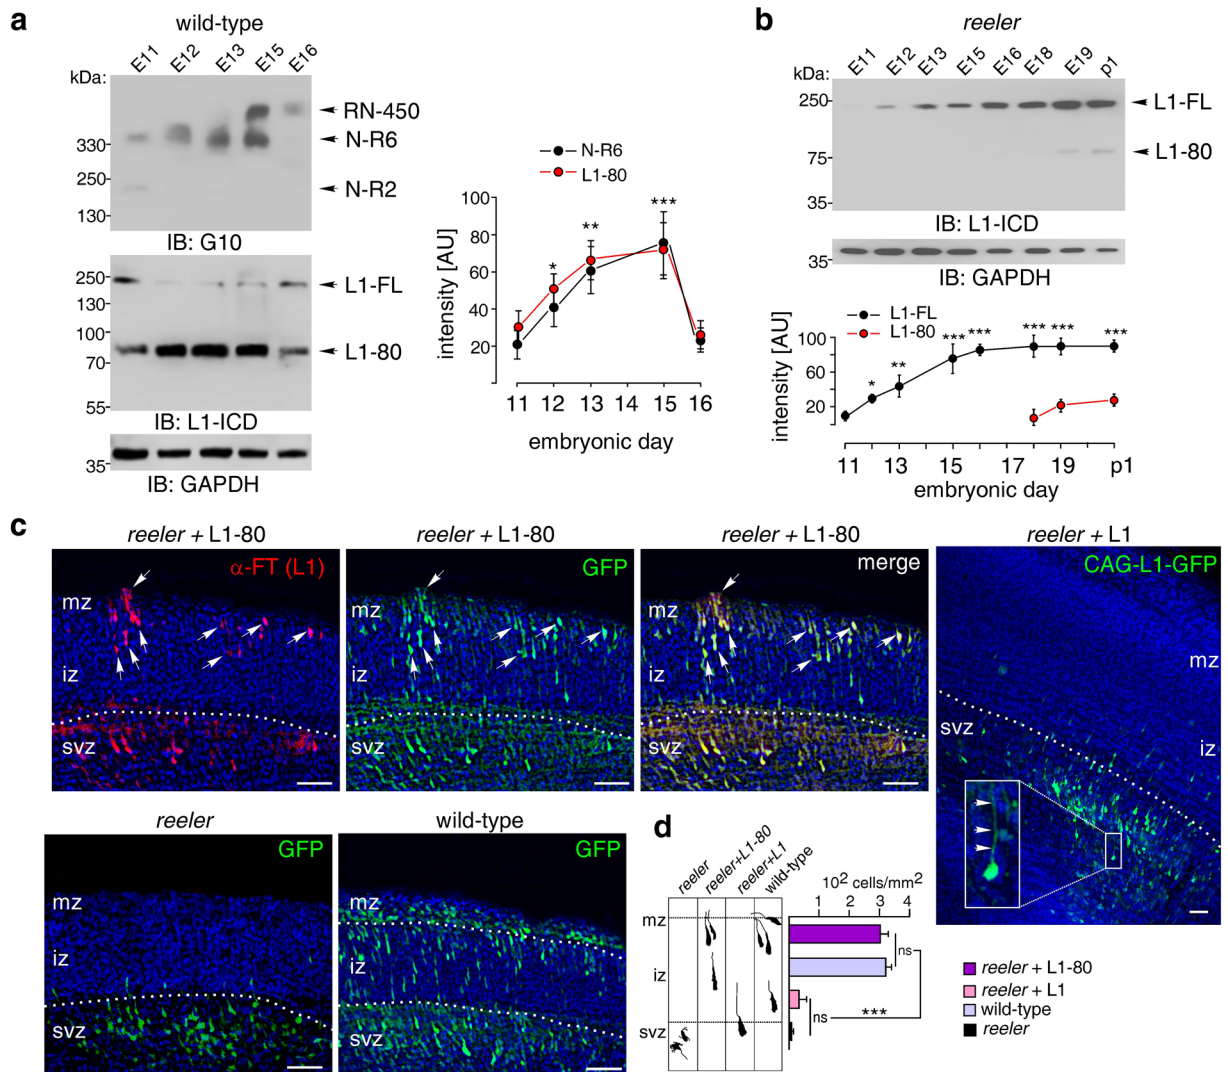 a
wild-type
E11 E12 E13 E15 E16
kDa:
RN-450
N-R6
330
250
N-R2
130
IB: G10
250
L1-FL
130
100
L1-80
70
55
IB: L1-ICD
35
IB: GAPDH
N-R6
L1-80
intensity [AU]
100
80
60
40
20
* ** ***
11 12 13 14 15 16
embryonic day
b
reeler
E11 E12 E13 E15 E16 E18 E19 p1
kDa:
250
L1-FL
L1-80
75
35
IB: L1-ICD
35
IB: GAPDH
L1-FL
L1-80
intensity [AU]
100
60
20
* ** *** *** *** *** ***
11 13 15 17 19 p1
embryonic day
c
reeler + L1-80
α-FT (L1)
mz
iz
svz
reeler + L1-80
GFP
mz
iz
svz
reeler + L1-80
merge
mz
iz
svz
reeler + L1
CAG-L1-GFP
mz
iz
svz
reeler
GFP
mz
iz
svz
wild-type
GFP
mz
iz
svz
d
reeler
reeler+L1-80
reeler+L1
wild-type
10² cells/mm²
1 2 3 4
mz
iz
svz
ns
ns
***
reeler + L1-80
reeler + L1
wild-type
reeler